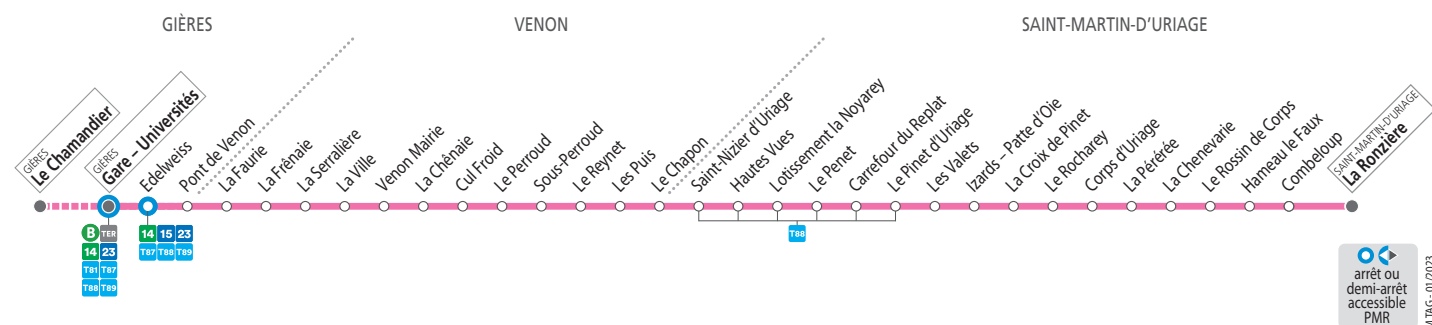 GIÈRES
VENON
SAINT-MARTIN-D'URIAGE
GIÈRES
Le Chamandier
GIÈRES
Gare – Universités
Edelweiss
Pont de Venon
La Faurie
La Frênaie
La Serralière
La Ville
Venon Mairie
La Chênaie
Cul Froid
Le Perroud
Sous-Perroud
Le Reynet
Les Puis
Le Chapon
Saint-Nizier d'Uriage
Hautes Vues
Lotissement la Noyarey
Le Penet
Carrefour du Replat
Le Pinet d'Uriage
Les Valets
Izards – Patte d'Oie
La Croix de Pinet
Le Rocharey
Corps d'Uriage
La Pérérée
La Chenevarie
Le Rossin de Corps
Hameau le Faux
Combeloup
SAINT-MARTIN-D'URIAGE
La Ronzière
B TER
14 23
T81 T87
T88 T89
14 15 23
T87 T88 T89
T88
arrêt ou
demi-arrêt
accessible
PMR
TAG - 01/2023